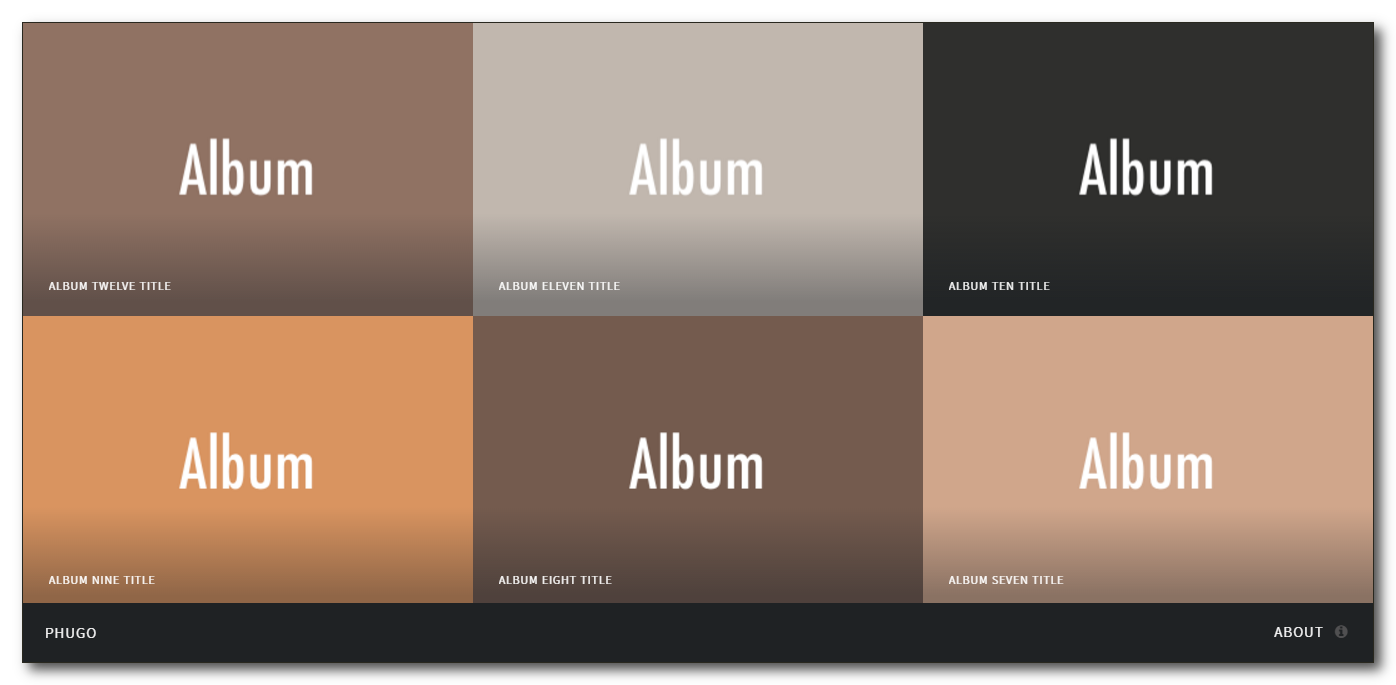 Album
Album
Album
ALBUM TWELVE TITLE
ALBUM ELEVEN TITLE
ALBUM TEN TITLE
Album
Album
Album
ALBUM NINE TITLE
ALBUM EIGHT TITLE
ALBUM SEVEN TITLE
PHUGO
ABOUT